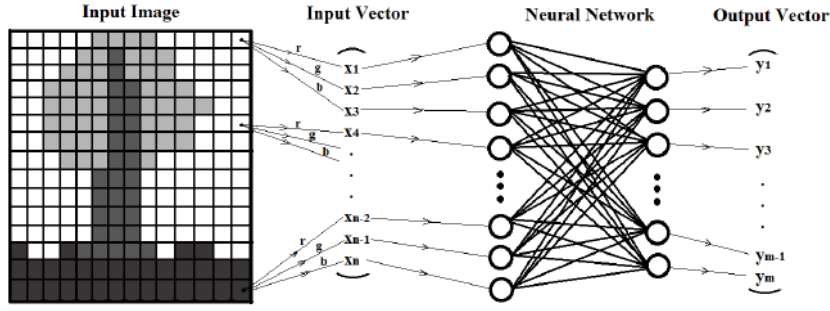 Input Image Input Vector Neural Network Output Vector
r
g
b
x1
x2
x3
r
g
b
x4
.
.
.
r
g
b
xn-2
xn-1
xn
y1
y2
y3
.
.
.
ym-1
ym